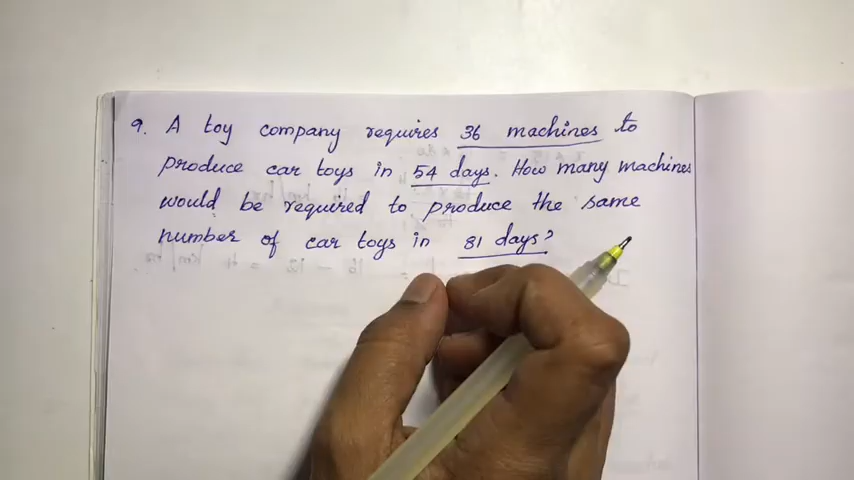 9. A toy company requires 36 machines to
produce car toys in 54 days. How many machines
would be required to produce the same
number of car toys in 81 days?